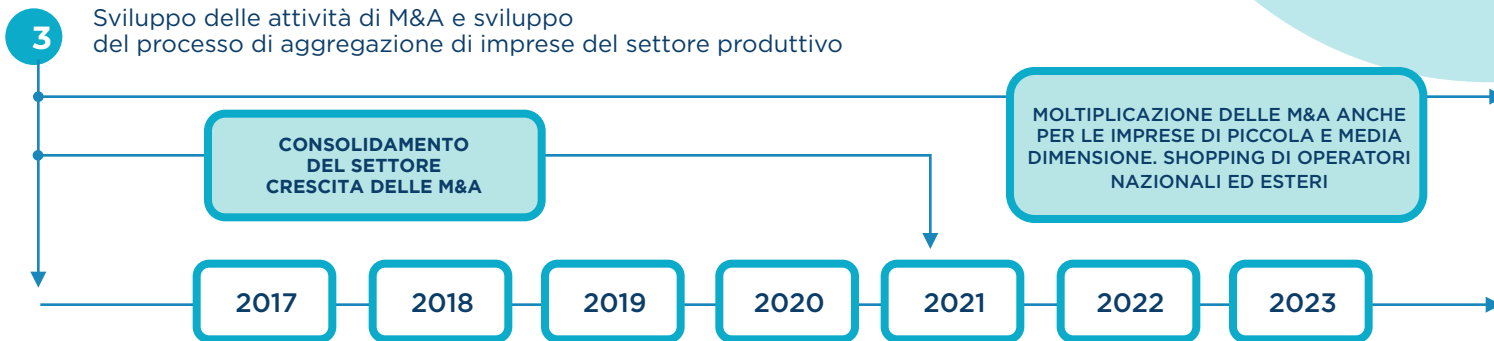 3
Sviluppo delle attività di M&A e sviluppo
del processo di aggregazione di imprese del settore produttivo
CONSOLIDAMENTO
DEL SETTORE
CRESCITA DELLE M&A
MOLTIPLICAZIONE DELLE M&A ANCHE
PER LE IMPRESE DI PICCOLA E MEDIA
DIMENSIONE. SHOPPING DI OPERATORI
NAZIONALI ED ESTERI
2017
2018
2019
2020
2021
2022
2023